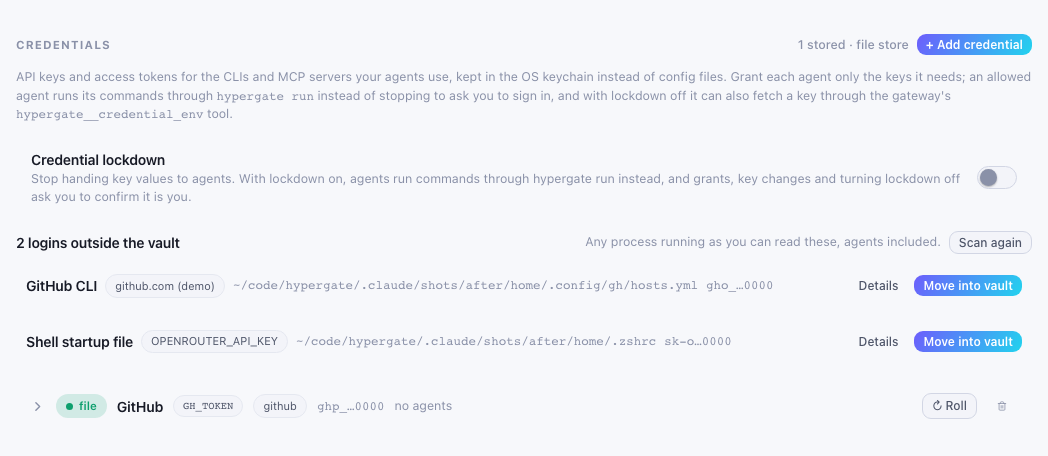 CREDENTIALS
1 stored · file store
+ Add credential
API keys and access tokens for the CLIs and MCP servers your agents use, kept in the OS keychain instead of config files. Grant each agent only the keys it needs; an allowed
agent runs its commands through hypergate run instead of stopping to ask you to sign in, and with lockdown off it can also fetch a key through the gateway's
hypergate__credential_env tool.
Credential lockdown
Stop handing key values to agents. With lockdown on, agents run commands through hypergate run instead, and grants, key changes and turning lockdown off
ask you to confirm it is you.
2 logins outside the vault
Any process running as you can read these, agents included.
Scan again
GitHub CLI github.com (demo) ~/code/hypergate/.claude/shots/after/home/.config/gh/hosts.yml gho_…0000 Details Move into vault
Shell startup file OPENROUTER_API_KEY ~/code/hypergate/.claude/shots/after/home/.zshrc sk-o…0000 Details Move into vault
file GitHub GH_TOKEN github ghp_…0000 no agents Roll